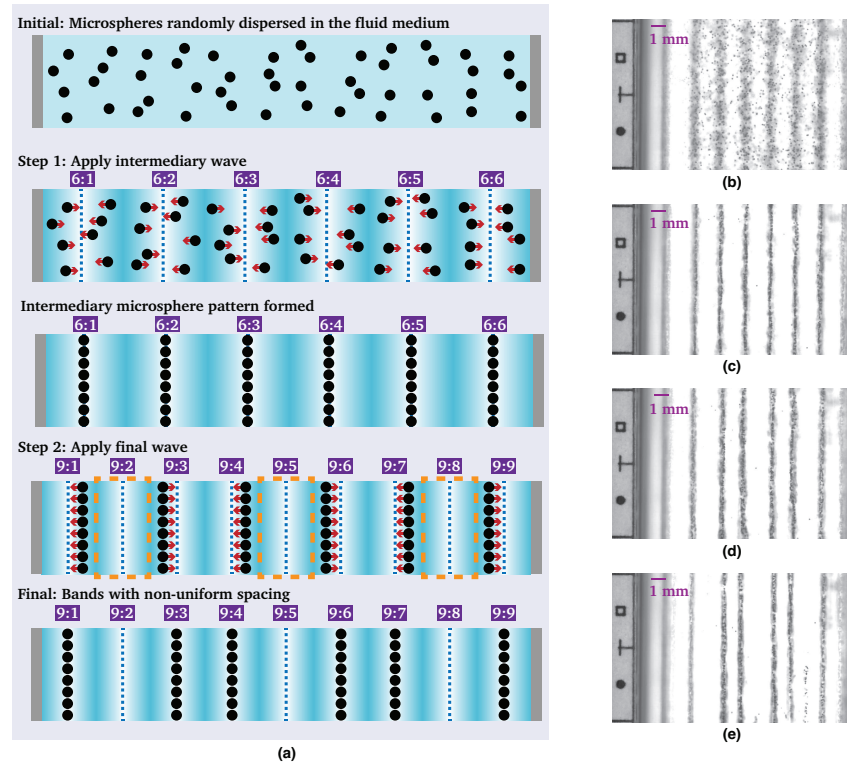 Initial: Microspheres randomly dispersed in the fluid medium
Step 1: Apply intermediary wave
6:1 6:2 6:3 6:4 6:5 6:6
Intermediary microsphere pattern formed
6:1 6:2 6:3 6:4 6:5 6:6
Step 2: Apply final wave
9:1 9:2 9:3 9:4 9:5 9:6 9:7 9:8 9:9
Final: Bands with non-uniform spacing
9:1 9:2 9:3 9:4 9:5 9:6 9:7 9:8 9:9
(a)
1 mm
(b)
1 mm
(c)
1 mm
(d)
1 mm
(e)